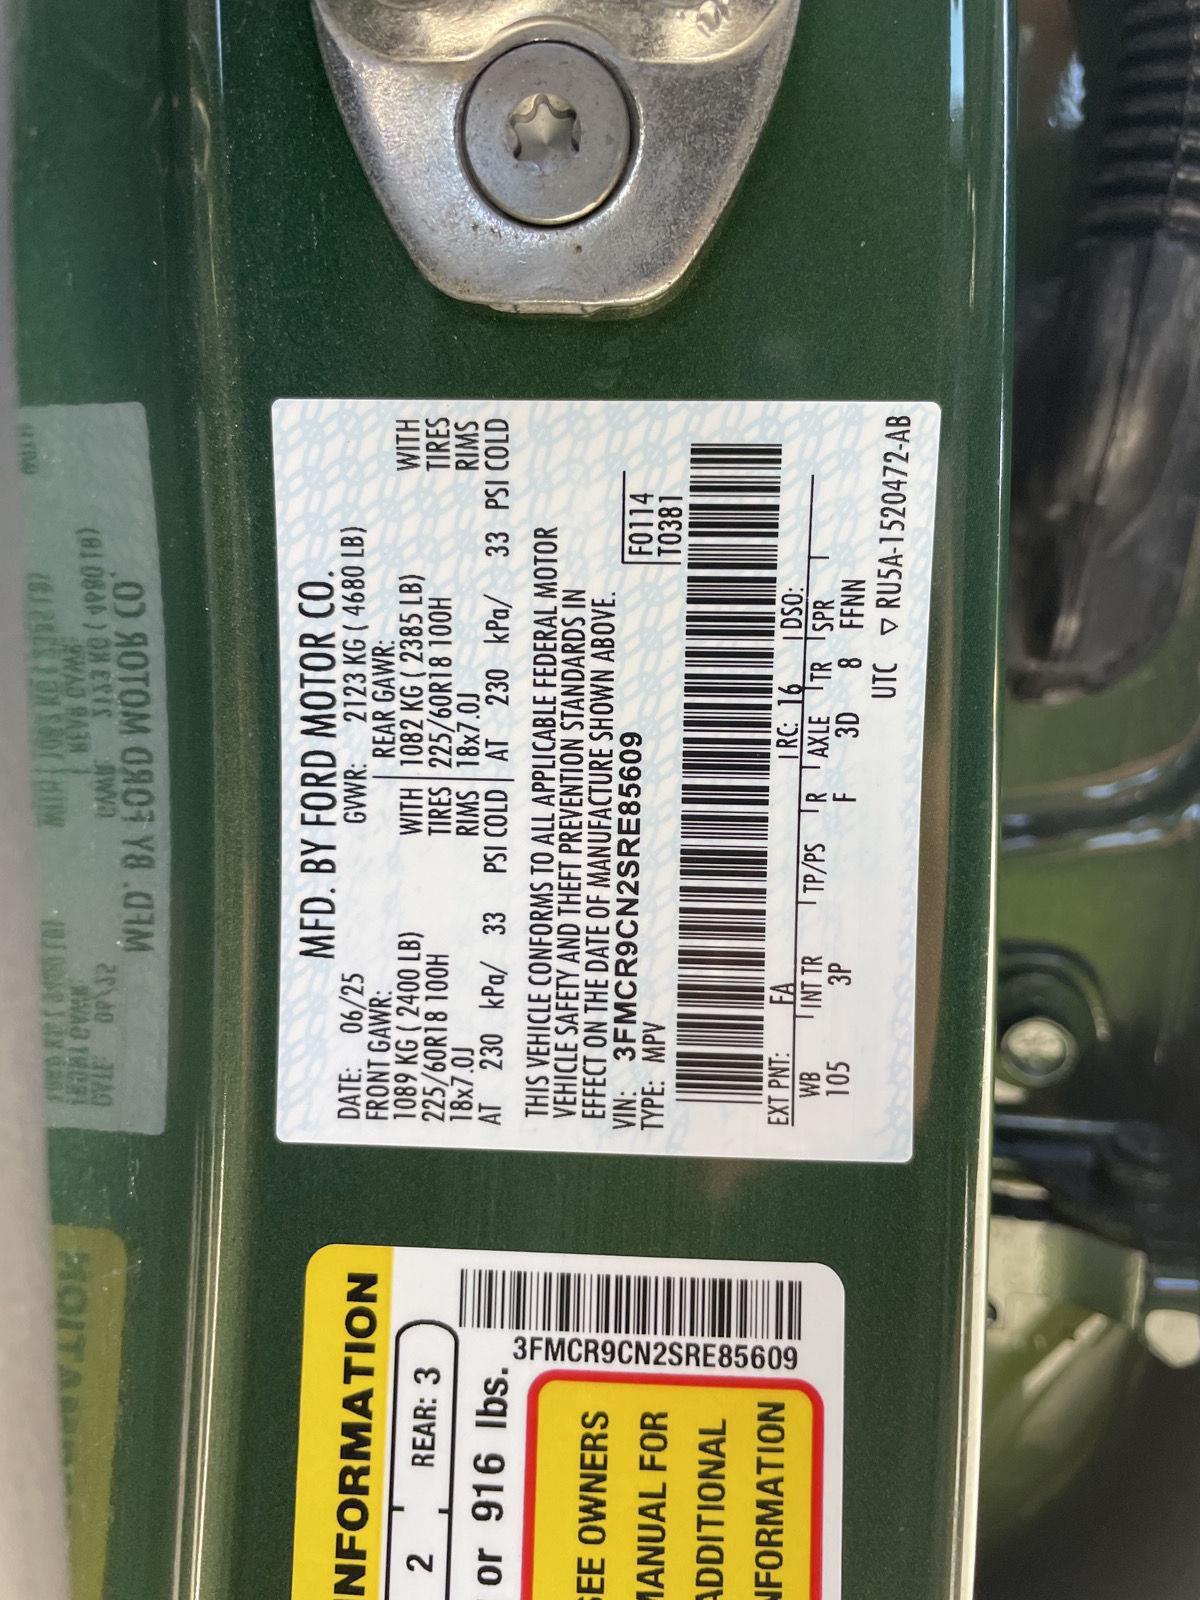 MFD. BY FORD MOTOR CO.
DATE: 06/25 GVWR: 2123 KG ( 4680 LB)
FRONT GAWR: REAR GAWR:
1089 KG ( 2400 LB) WITH 1082 KG ( 2385 LB) WITH
225/60R18 100H TIRES 225/60R18 100H TIRES
18x7.0J RIMS 18x7.0J RIMS
AT 230 kPa/ 33 PSI COLD AT 230 kPa/ 33 PSI COLD
THIS VEHICLE CONFORMS TO ALL APPLICABLE FEDERAL MOTOR
VEHICLE SAFETY AND THEFT PREVENTION STANDARDS IN
EFFECT ON THE DATE OF MANUFACTURE SHOWN ABOVE.
VIN: 3FMCR9CN2SRE85609 F0114
TYPE: MPV T0381
EXT PNT: FA RC: 16 DSO:
WB INT TR TP/PS R AXLE TR SPR
105 3P F 3D 8 FFNN
UTC ▽ RU5A-1520472-AB
INFORMATION
2 REAR: 3
or 916 lbs.
3FMCR9CN2SRE85609
SEE OWNERS
MANUAL FOR
ADDITIONAL
INFORMATION